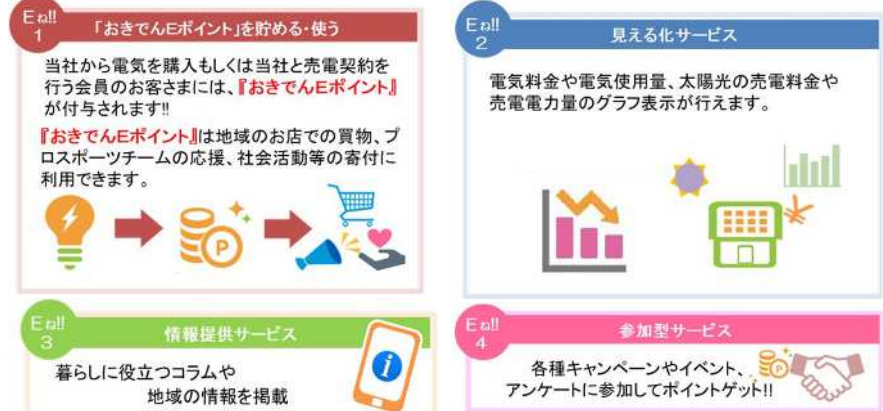 Eね!!
1
「おきでんEポイント」を貯める・使う
当社から電気を購入もしくは当社と売電契約を
行う会員のお客さまには、『おきでんEポイント』
が付与されます!!
『おきでんEポイント』は地域のお店での買物、プ
ロスポーツチームの応援、社会活動等の寄付に
利用できます。
P
Eね!!
2
見える化サービス
電気料金や電気使用量、太陽光の売電料金や
売電電力量のグラフ表示が行えます。
Eね!!
3
情報提供サービス
暮らしに役立つコラムや
地域の情報を掲載
i
Eね!!
4
参加型サービス
各種キャンペーンやイベント、
アンケートに参加してポイントゲット!!